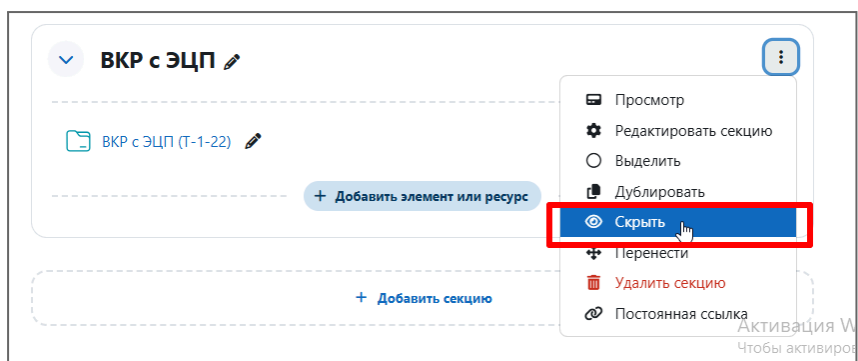 ВКР с ЭЦП
Просмотр
Редактировать секцию
ВКР с ЭЦП (Т-1-22)
Выделить
Дублировать
+ Добавить элемент или ресурс
Скрыть
Перенести
Удалить секцию
+ Добавить секцию
Постоянная ссылка
Активация W
Чтобы активиров